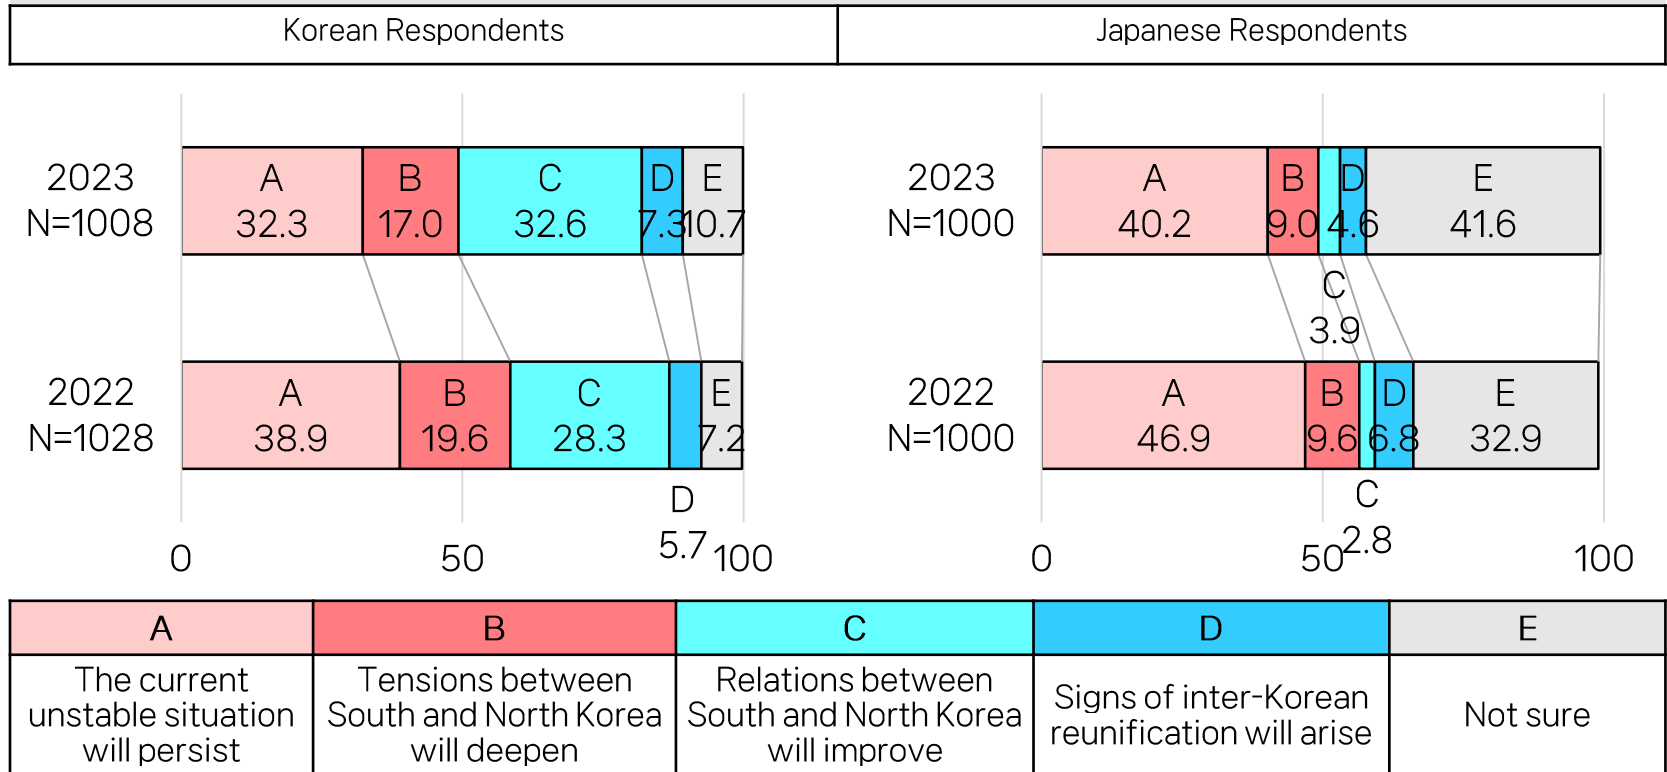 Korean Respondents
Japanese Respondents
2023
N=1008
A
32.3
B
17.0
C
32.6
D
7.3
E
10.7
2022
N=1028
A
38.9
B
19.6
C
28.3
D
5.7
E
7.2
0
50
100
2023
N=1000
A
40.2
B
9.0
C
3.9
D
4.6
E
41.6
2022
N=1000
A
46.9
B
9.6
C
2.8
D
6.8
E
32.9
0
50
100
A
The current
unstable situation
will persist
B
Tensions between
South and North Korea
will deepen
C
Relations between
South and North Korea
will improve
D
Signs of inter-Korean
reunification will arise
E
Not sure